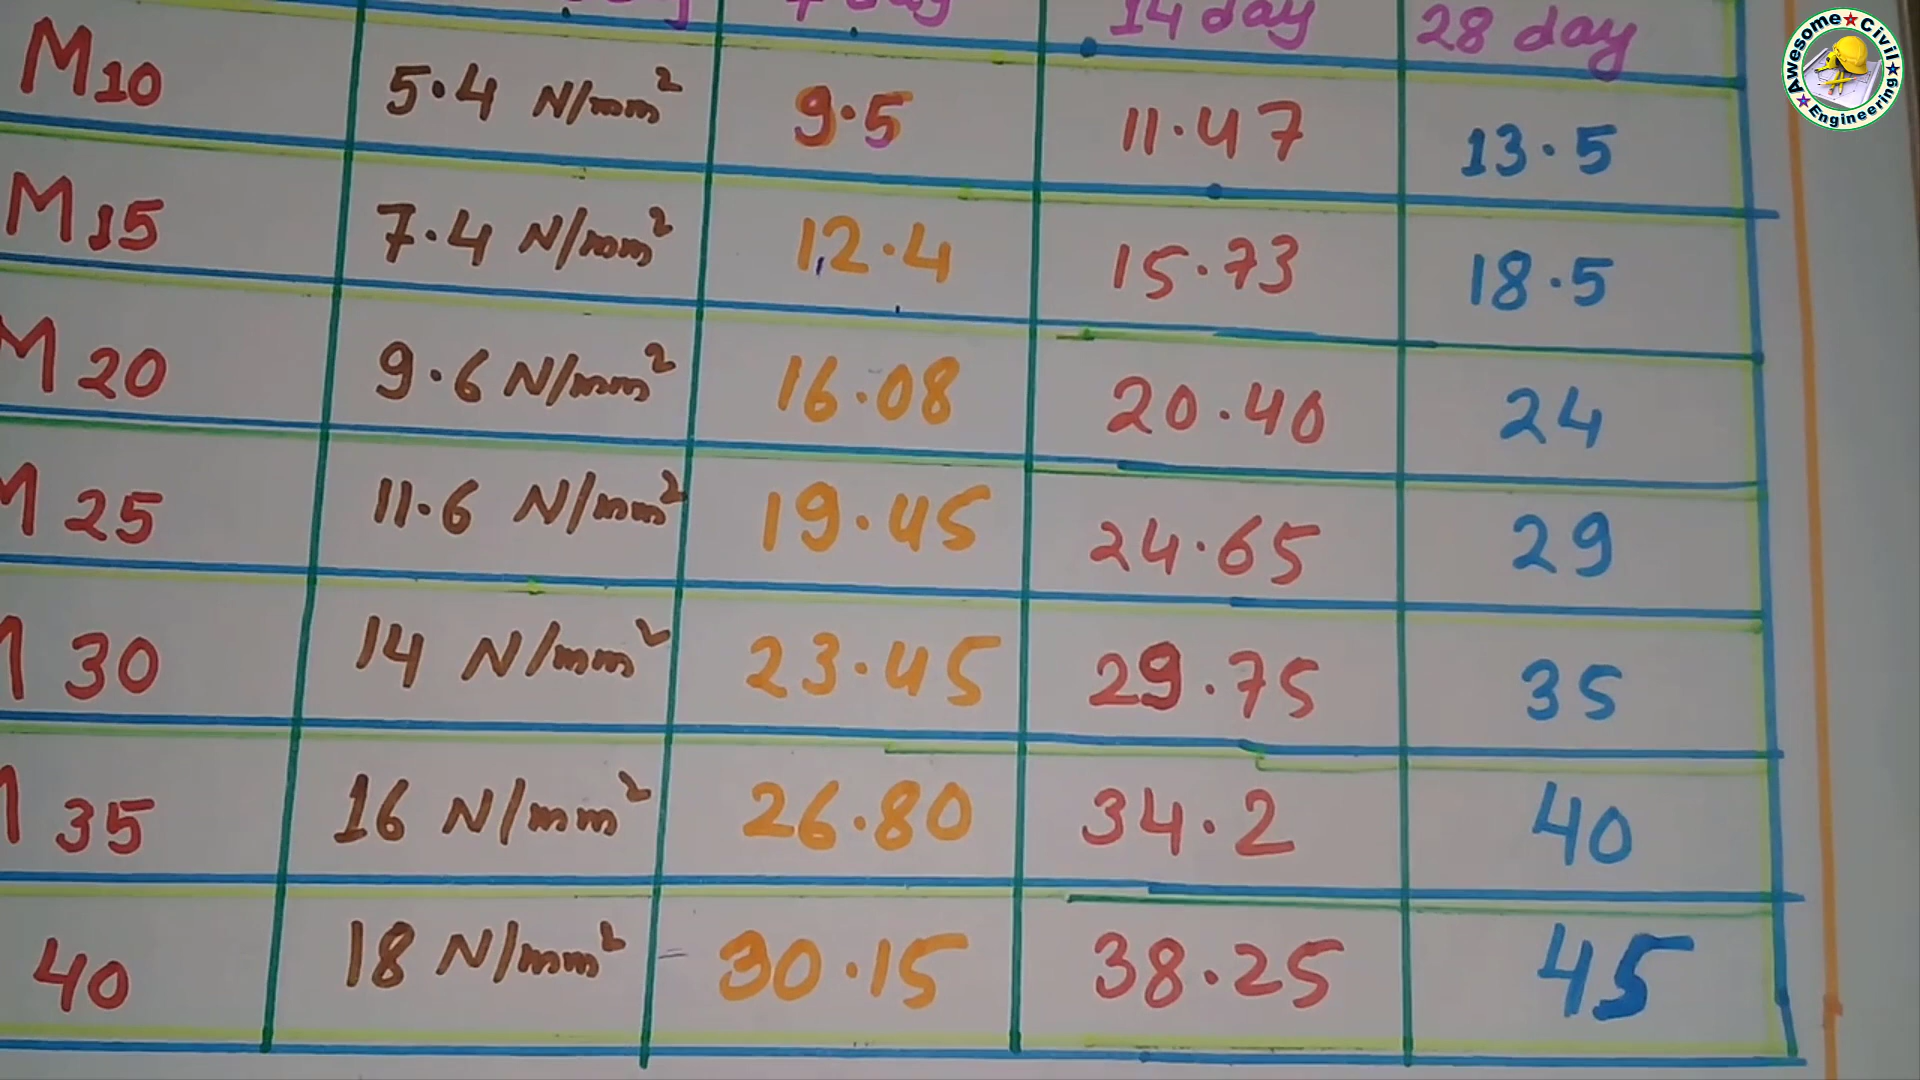 7 day 14 day 28 day
M10 5.4 N/mm² 9.5 11.47 13.5
M15 7.4 N/mm² 12.4 15.73 18.5
M20 9.6 N/mm² 16.08 20.40 24
M25 11.6 N/mm² 19.45 24.65 29
M 30 14 N/mm² 23.45 29.75 35
M 35 16 N/mm² 26.80 34.2 40
40 18 N/mm² 30.15 38.25 45
Awesome Civil
Engineering